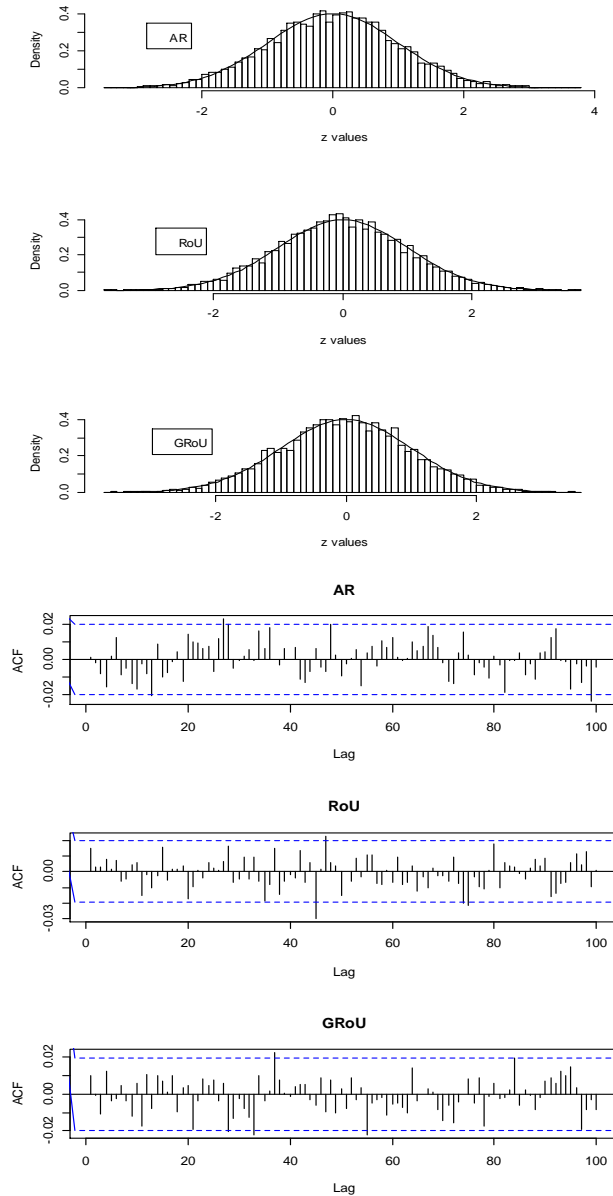 AR
Density
0.0 0.2 0.4
-2 0 2 4
z values
RoU
Density
0.0 0.2 0.4
-2 0 2
z values
GRoU
Density
0.0 0.2 0.4
-2 0 2
z values
AR
ACF
-0.02 0.00 0.02
0 20 40 60 80 100
Lag
RoU
ACF
-0.03 0.00
0 20 40 60 80 100
Lag
GRoU
ACF
-0.02 0.00 0.02
0 20 40 60 80 100
Lag